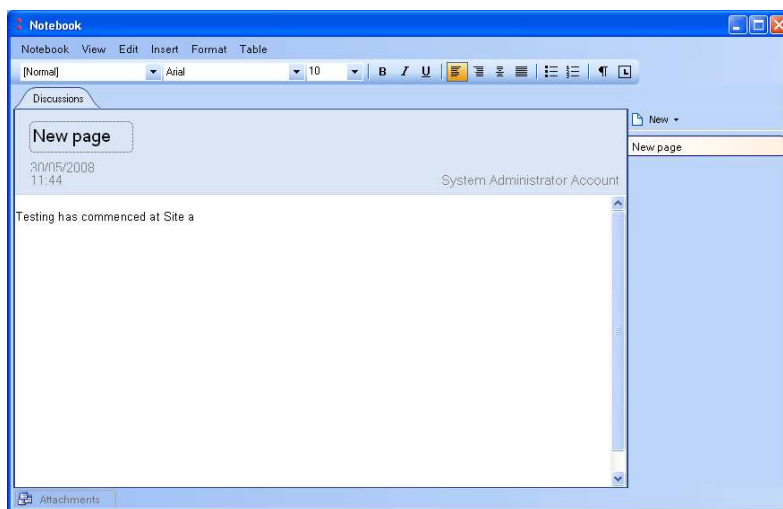 Notebook
Notebook View Edit Insert Format Table
[Normal] Arial 10 B I U
Discussions
New
New page
New page
30/05/2008
11:44
System Administrator Account
Testing has commenced at Site a
Attachments